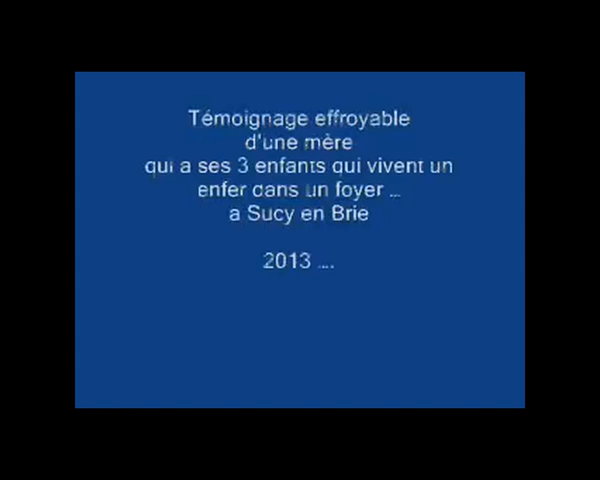 Témoignage effroyable
d'une mère
qui a ses 3 enfants qui vivent un
enfer dans un foyer ...
a Sucy en Brie
2013 ....